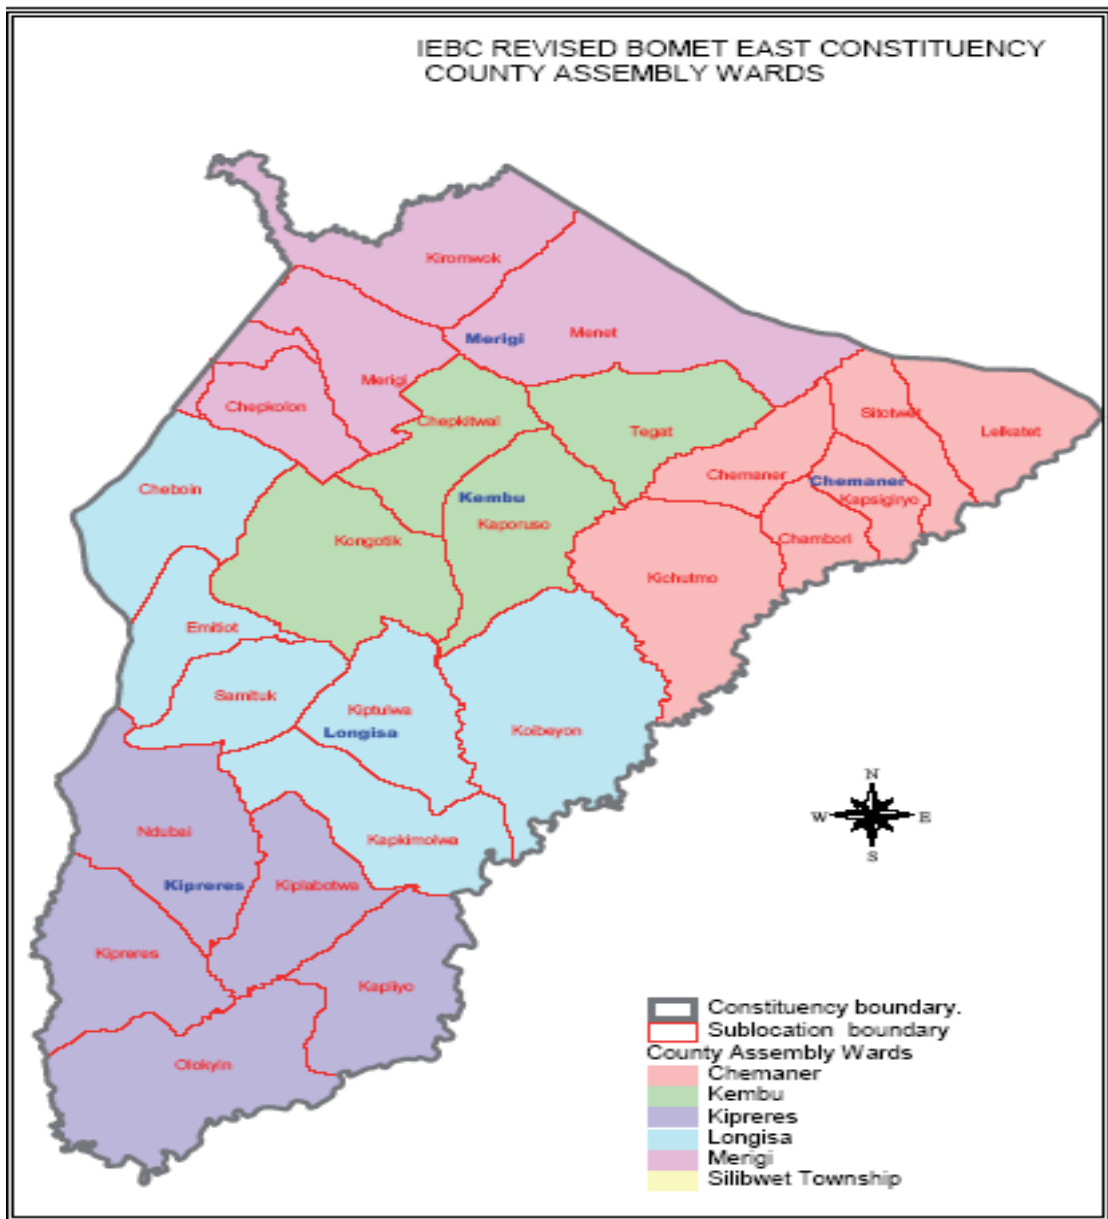 IEBC REVISED BOMET EAST CONSTITUENCY
COUNTY ASSEMBLY WARDS
Kiromwok
Menet
Merigi
Merigi
Chepkolon
Chepkitwal
Tegat
Sitotwet
Lelkatet
Chemaner
Chemaner
Kapsigiryo
Cheboin
Kembu
Kaporuso
Kongotik
Chambori
Kichutmo
Emitiot
Samituk
Kiptulwa
Longisa
Koibeyon
N
W
E
S
Ndubai
Kapkimolwa
Kipreres
Kiplabotwa
Kipreres
Kapliyo
Olokyin
Constituency boundary.
Sublocation boundary
County Assembly Wards
Chemaner
Kembu
Kipreres
Longisa
Merigi
Silibwet Township